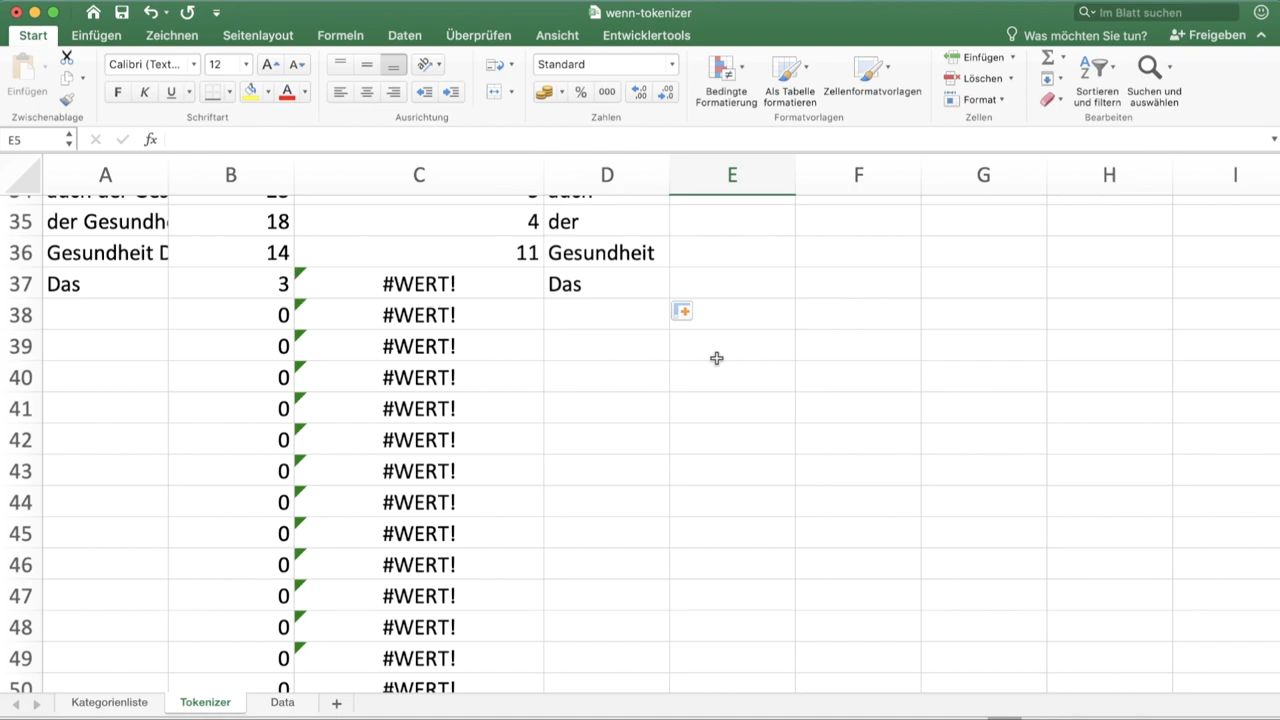 wenn-tokenizer
Im Blatt suchen
Start Einfügen Zeichnen Seitenlayout Formeln Daten Überprüfen Ansicht Entwicklertools
Was möchten Sie tun? Freigeben
Einfügen
Zwischenablage
Calibri (Text... 12 A A
F K U A
Schriftart
Ausrichtung
Standard
% 000
Zahlen
Bedingte Formatierung
Als Tabelle formatieren
Zellenformatvorlagen
Formatvorlagen
Einfügen
Löschen
Format
Zellen
Sortieren und filtern
Suchen und auswählen
Bearbeiten
E5 fx
A B C D E F G H I
35 der Gesundh 18 4 der
36 Gesundheit D 14 11 Gesundheit
37 Das 3 #WERT! Das
38 0 #WERT!
39 0 #WERT!
40 0 #WERT!
41 0 #WERT!
42 0 #WERT!
43 0 #WERT!
44 0 #WERT!
45 0 #WERT!
46 0 #WERT!
47 0 #WERT!
48 0 #WERT!
49 0 #WERT!
50 0 #WERT!
Kategorienliste Tokenizer Data +